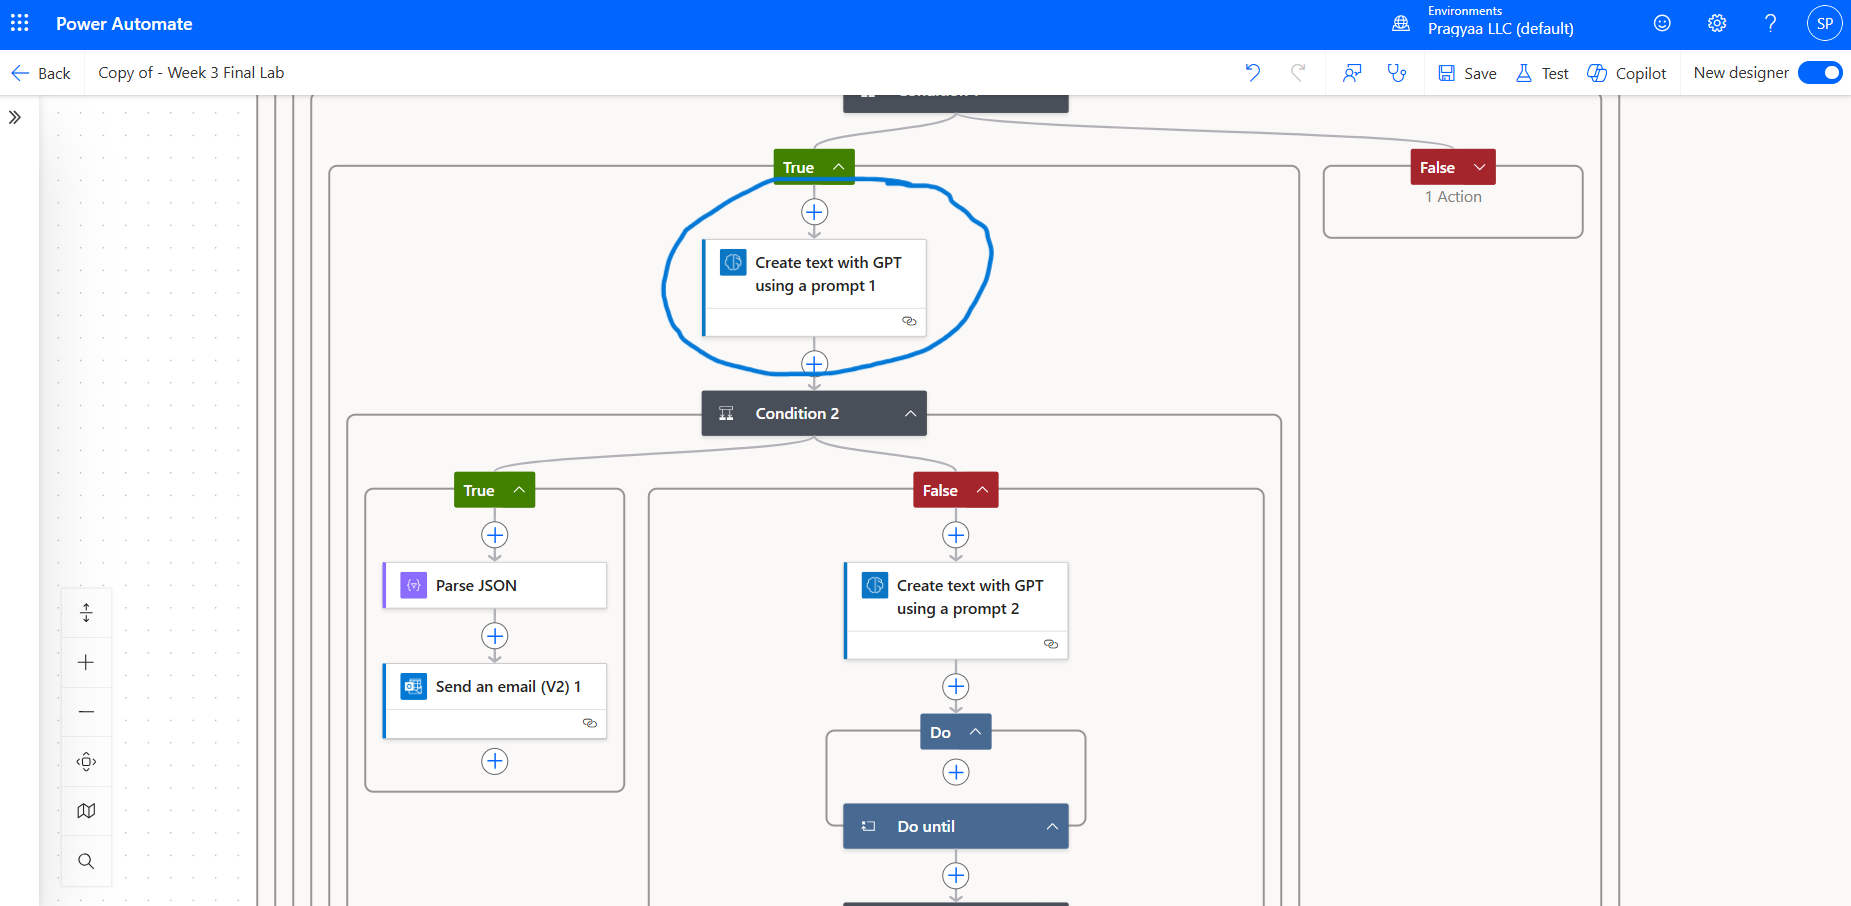 Power Automate
Environments
Pragyaa LLC (default)
SP
Back
Copy of - Week 3 Final Lab
Save
Test
Copilot
New designer
True
False
1 Action
Create text with GPT
using a prompt 1
Condition 2
True
False
Parse JSON
Create text with GPT
using a prompt 2
Send an email (V2) 1
Do
Do until